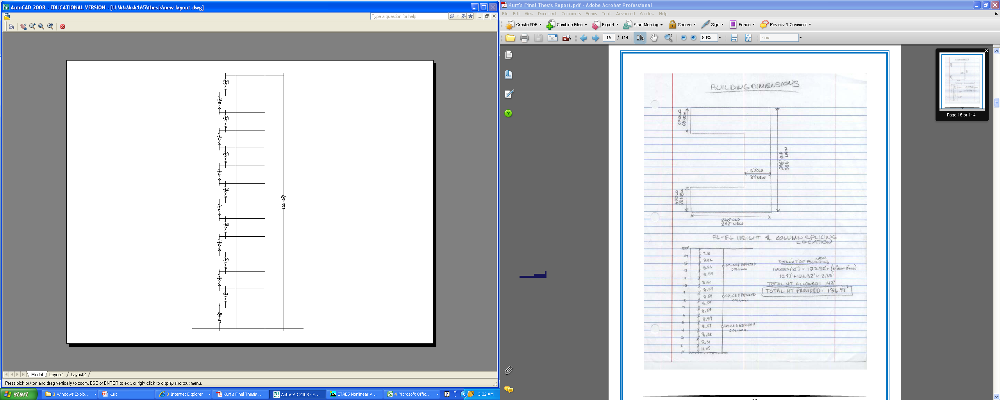 AutoCAD 2008 - EDUCATIONAL VERSION - [U:\k\s\ksk165\thesis\new layout.dwg]
Type a question for help
123'-2⅝"
Model
Layout1
Layout2
Press pick button and drag vertically to zoom, ESC or ENTER to exit, or right-click to display shortcut menu.
start
3 Windows Explo...
kurt
3 Internet Explorer
Kurt's Final Thesis ...
AutoCAD 2008 - E...
ETABS Nonlinear v...
4 Microsoft Offic...
3:32 AM
Kurt's Final Thesis Report.pdf - Adobe Acrobat Professional
File Edit View Document Comments Forms Tools Advanced Window Help
Create PDF
Combine Files
Export
Start Meeting
Secure
Sign
Forms
Review & Comment
16 / 114
80%
Find
Page 16 of 114
BUILDING DIMENSIONS
67 OLD
68 NEW
296' OLD
306 NEW
67' OLD
84' NEW
67 OLD
68 NEW
240' OLD
252' NEW
FL-FL HEIGHT & COLUMN SPLICING
LOCATION
ROOF
9.18
14
8.86
13
8.86
SPLICE & RESIZED
COLUMN
12
8.59
11
8.61
10
8.59
9
8.59
SPLICE & RESIZED
COLUMN
8
8.59
7
8.59
6
8.59
5
8.59
SPLICE & RESIZED
COLUMN
4
8.32
3
8.31
2
11.05
NEW
TOTAL HT OF BUILDING
13 FLOORS (10") + 123.32' +
10.83' + 123.32' + 2.83'
TOTAL HT ALLOWED = 143'
TOTAL HT PROVIDED = 136.98'